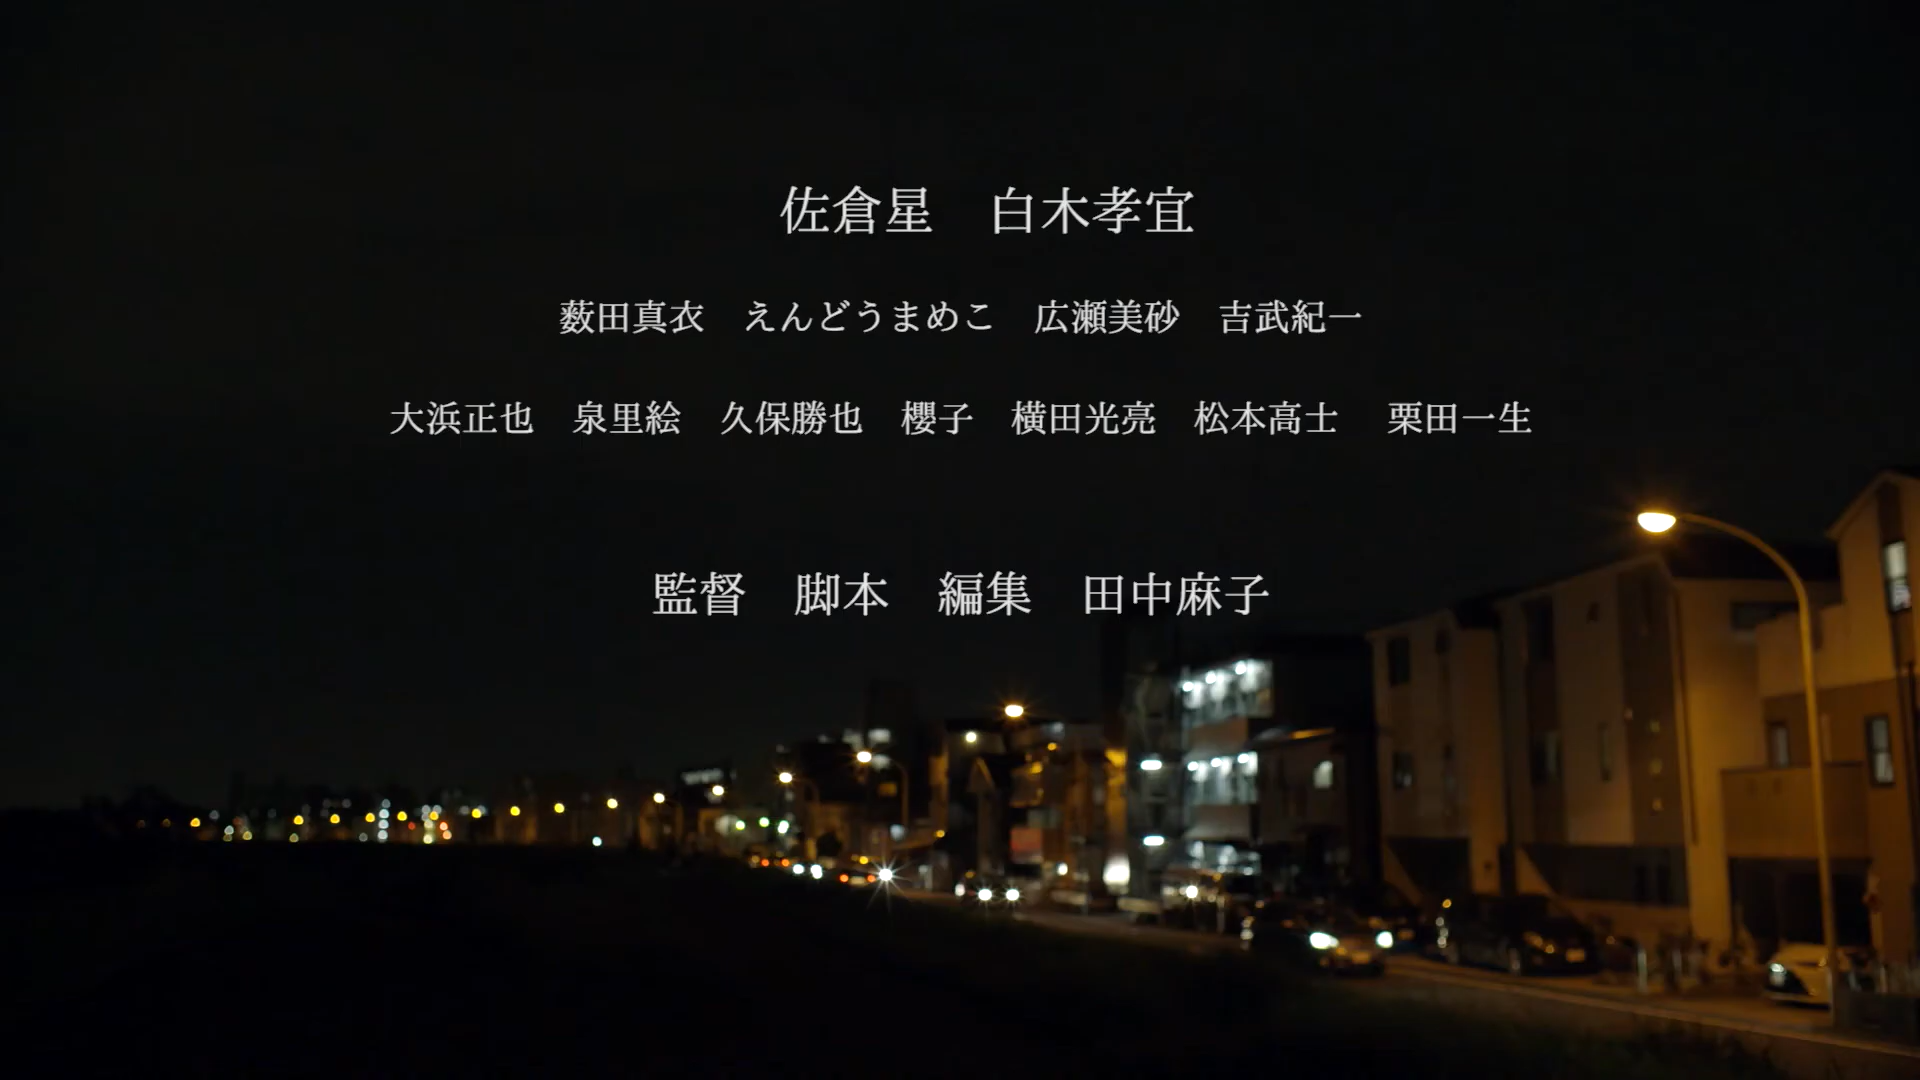 佐倉星　白木孝宜
薮田真衣　えんどうまめこ　広瀬美砂　吉武紀一
大浜正也　泉里絵　久保勝也　櫻子　横田光亮　松本高士　栗田一生
監督　脚本　編集　田中麻子